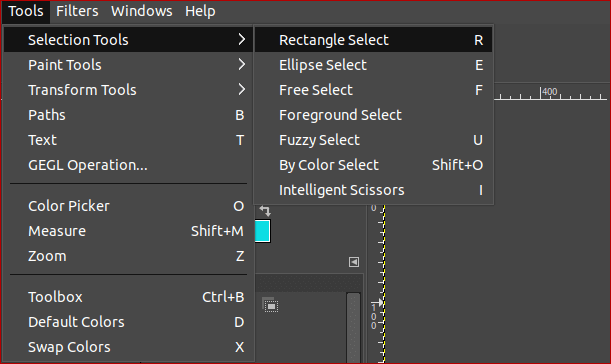 Tools Filters Windows Help
Selection Tools
Paint Tools
Transform Tools
Paths B
Text T
GEGL Operation...
Color Picker O
Measure Shift+M
Zoom Z
Toolbox Ctrl+B
Default Colors D
Swap Colors X
Rectangle Select R
Ellipse Select E
Free Select F
Foreground Select
Fuzzy Select U
By Color Select Shift+O
Intelligent Scissors I
400
0
100